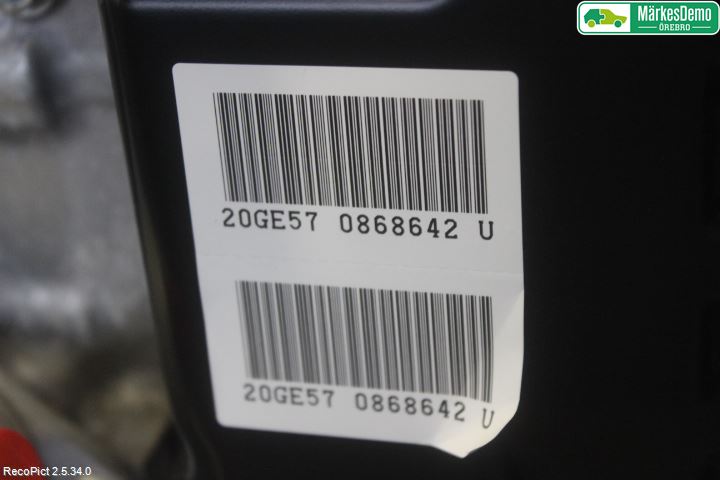 MärkesDemo
ÖREBRO
20GE57 0868642 U
20GE57 0868642 U
RecoPict 2.5.34.0